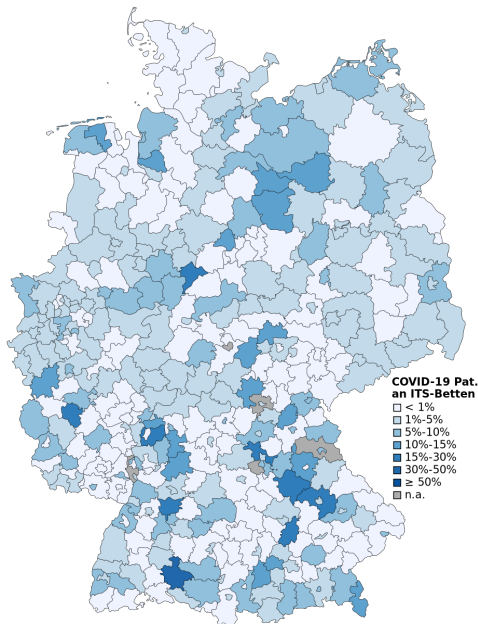 COVID-19 Pat.
an ITS-Betten
< 1%
1%-5%
5%-10%
10%-15%
15%-30%
30%-50%
≥ 50%
n.a.